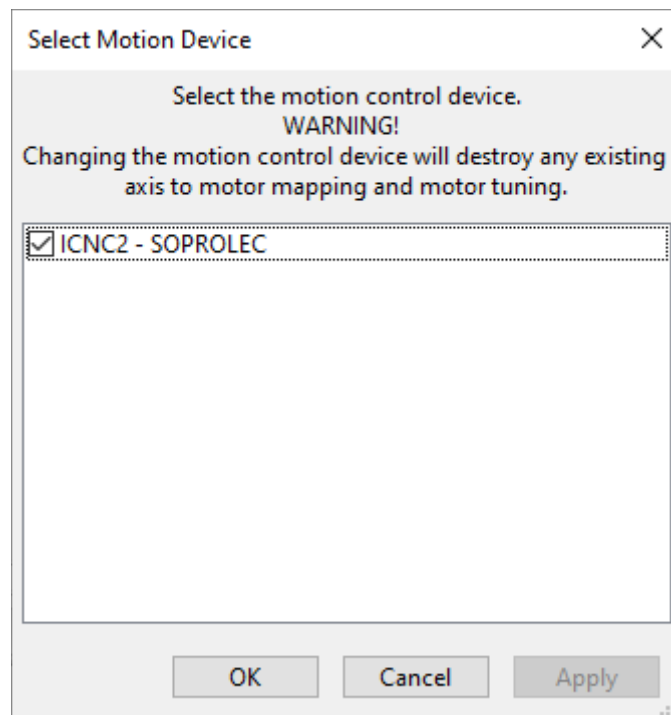 Select Motion Device
Select the motion control device.
WARNING!
Changing the motion control device will destroy any existing
axis to motor mapping and motor tuning.
ICNC2 - SOPROLEC
OK Cancel Apply